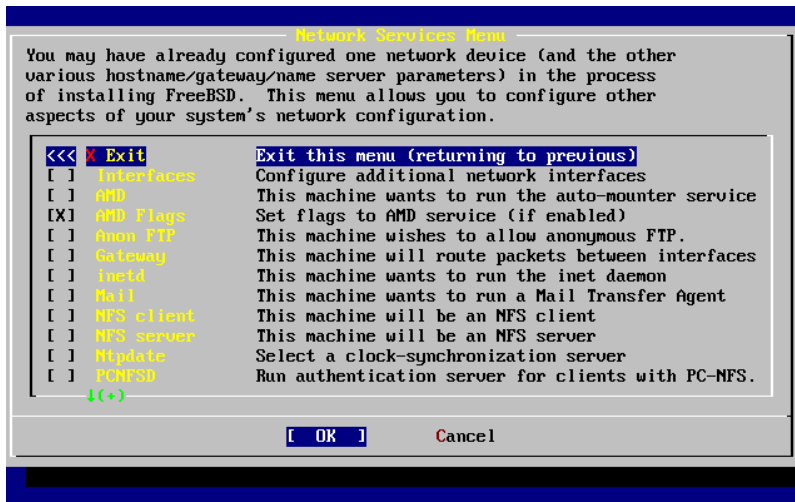 Network Services Menu
You may have already configured one network device (and the other
various hostname/gateway/name server parameters) in the process
of installing FreeBSD.  This menu allows you to configure other
aspects of your system's network configuration.
<<< X Exit Exit this menu (returning to previous)
[ ] Interfaces Configure additional network interfaces
[ ] AMD This machine wants to run the auto-mounter service
[X] AMD Flags Set flags to AMD service (if enabled)
[ ] Anon FTP This machine wishes to allow anonymous FTP.
[ ] Gateway This machine will route packets between interfaces
[ ] inetd This machine wants to run the inet daemon
[ ] Mail This machine wants to run a Mail Transfer Agent
[ ] NFS client This machine will be an NFS client
[ ] NFS server This machine will be an NFS server
[ ] Ntpdate Select a clock-synchronization server
[ ] PCNFSD Run authentication server for clients with PC-NFS.
↓(+)
[ OK ] Cancel